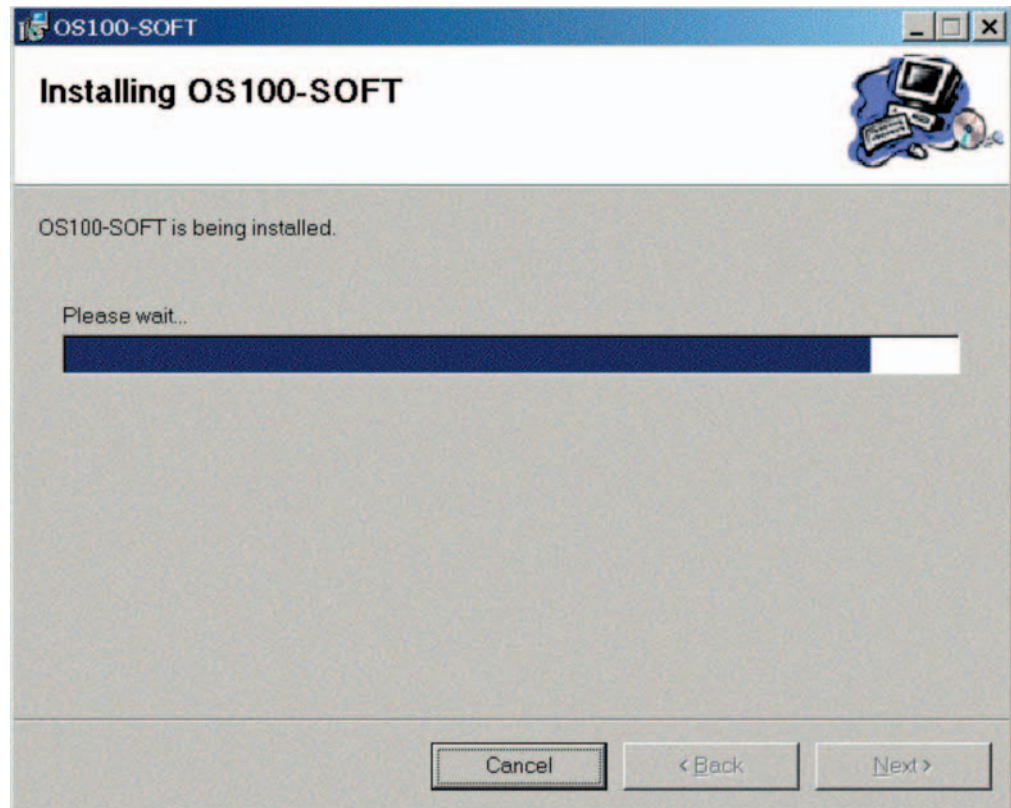 OS100-SOFT
Installing OS100-SOFT
OS100-SOFT is being installed.
Please wait...
Cancel
< Back
Next >